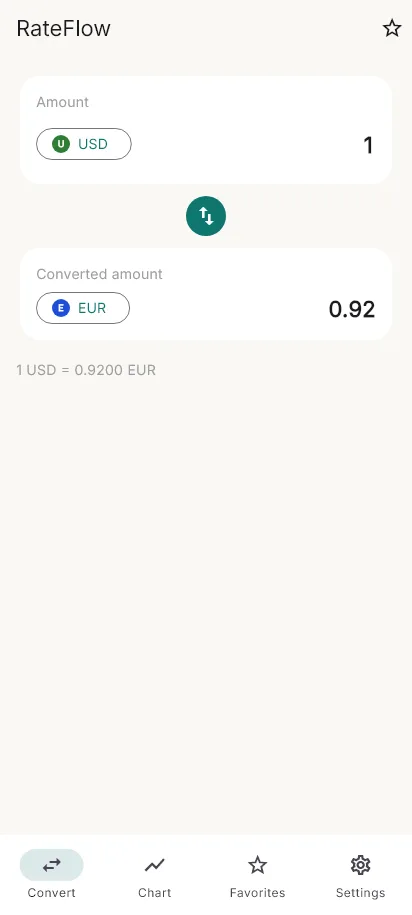 RateFlow
Amount
U USD
1
Converted amount
E EUR
0.92
1 USD = 0.9200 EUR
Convert Chart Favorites Settings